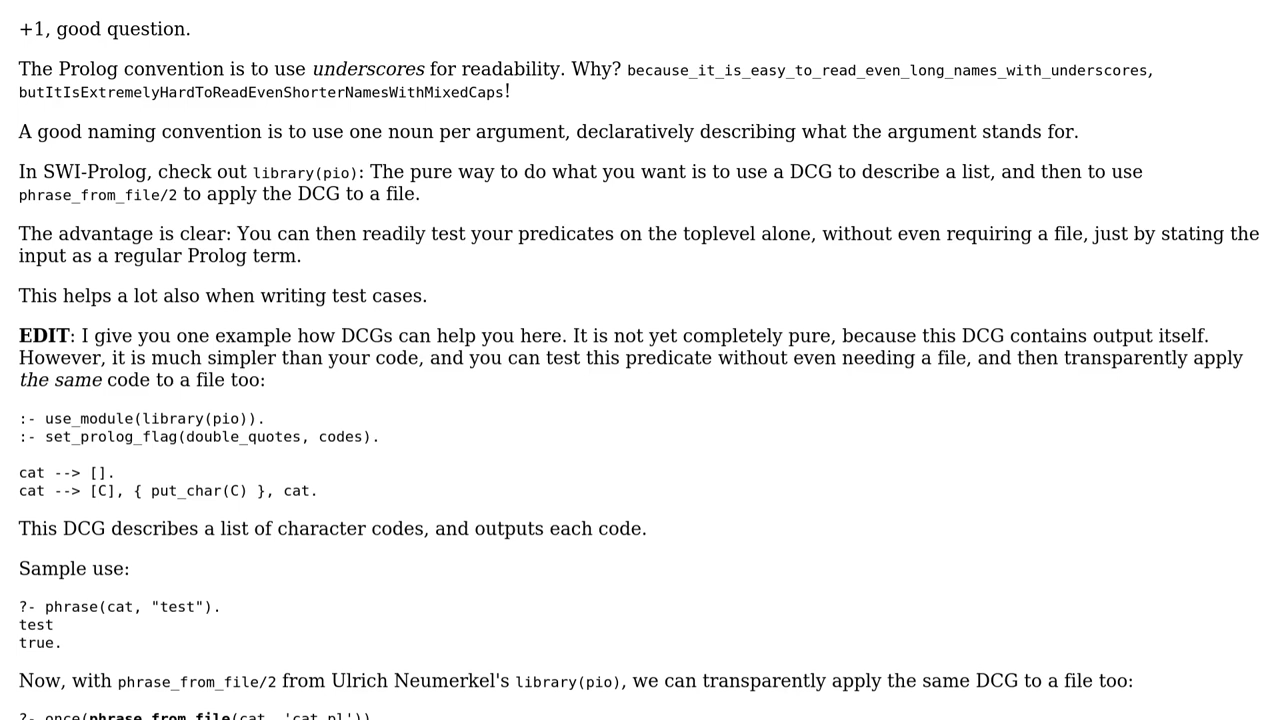 +1, good question.
The Prolog convention is to use underscores for readability. Why? because_it_is_easy_to_read_even_long_names_with_underscores,
butItIsExtremelyHardToReadEvenShorterNamesWithMixedCaps!
A good naming convention is to use one noun per argument, declaratively describing what the argument stands for.
In SWI-Prolog, check out library(pio): The pure way to do what you want is to use a DCG to describe a list, and then to use
phrase_from_file/2 to apply the DCG to a file.
The advantage is clear: You can then readily test your predicates on the toplevel alone, without even requiring a file, just by stating the
input as a regular Prolog term.
This helps a lot also when writing test cases.
EDIT: I give you one example how DCGs can help you here. It is not yet completely pure, because this DCG contains output itself.
However, it is much simpler than your code, and you can test this predicate without even needing a file, and then transparently apply
the same code to a file too:
:- use_module(library(pio)).
:- set_prolog_flag(double_quotes, codes).
cat --> [].
cat --> [C], { put_char(C) }, cat.
This DCG describes a list of character codes, and outputs each code.
Sample use:
?- phrase(cat, "test").
test
true.
Now, with phrase_from_file/2 from Ulrich Neumerkel's library(pio), we can transparently apply the same DCG to a file too:
?- once(phrase_from_file(cat, 'cat.pl')).